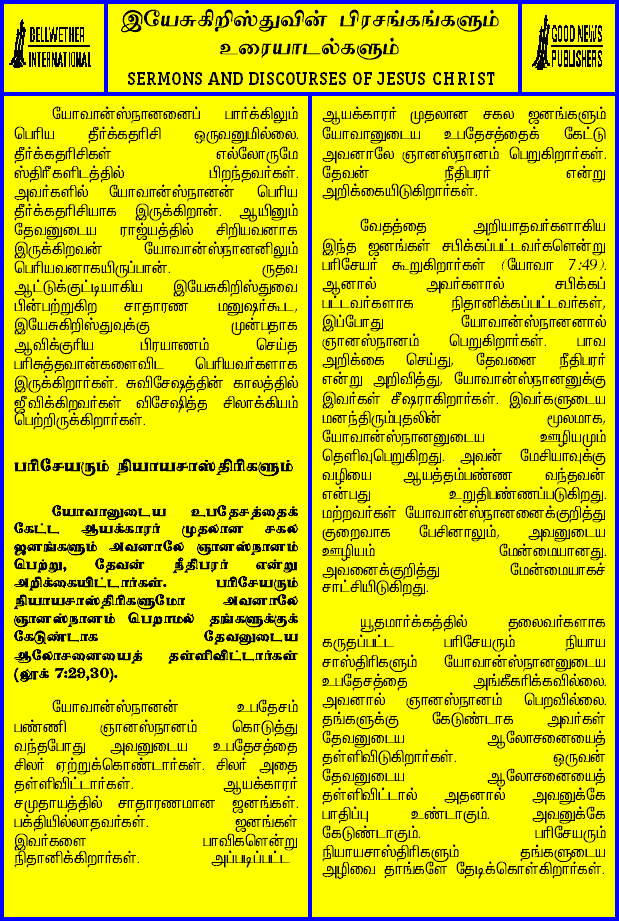 BELLWETHER
INTERNATIONAL
இயேசுகிறிஸ்துவின் பிரசங்கங்களும்
உரையாடல்களும்
SERMONS AND DISCOURSES OF JESUS CHRIST
GOOD NEWS
PUBLISHERS
யோவான்ஸ்நானனைப் பார்க்கிலும்
பெரிய தீர்க்கதரிசி ஒருவனுமில்லை.
தீர்க்கதரிசிகள் எல்லோருமே
ஸ்திரீகளிடத்தில் பிறந்தவர்கள்.
அவர்களில் யோவான்ஸ்நானன் பெரிய
தீர்க்கதரிசியாக இருக்கிறான். ஆயினும்
தேவனுடைய ராஜ்யத்தில் சிறியவனாக
இருக்கிறவன் யோவான்ஸ்நானனிலும்
பெரியவனாகயிருப்பான். ருதவ
ஆட்டுக்குட்டியாகிய இயேசுகிறிஸ்துவை
பின்பற்றுகிற சாதாரண மனுஷர்கூட,
இயேசுகிறிஸ்துவுக்கு முன்பதாக
ஆவிக்குரிய பிரயாணம் செய்த
பரிசுத்தவான்களைவிட பெரியவர்களாக
இருக்கிறார்கள். சுவிசேஷத்தின் காலத்தில்
ஜீவிக்கிறவர்கள் விசேஷித்த சிலாக்கியம்
பெற்றிருக்கிறார்கள்.
பரிசேயரும் நியாயசாஸ்திரிகளும்
யோவானுடைய உபதேசத்தைக்
கேட்ட ஆயக்காரர் முதலான சகல
ஜனங்களும் அவனாலே ஞானஸ்நானம்
பெற்று, தேவன் நீதிபரர் என்று
அறிக்கையிட்டார்கள். பரிசேயரும்
நியாயசாஸ்திரிகளுமோ அவனாலே
ஞானஸ்நானம் பெறாமல் தங்களுக்குக்
கேடுண்டாக தேவனுடைய
ஆலோசனையைத் தள்ளிவிட்டார்கள்
(லூக் 7:29,30).
யோவான்ஸ்நானன் உபதேசம்
பண்ணி ஞானஸ்நானம் கொடுத்து
வந்தபோது அவனுடைய உபதேசத்தை
சிலர் ஏற்றுக்கொண்டார்கள். சிலர் அதை
தள்ளிவிட்டார்கள். ஆயக்காரர்
சமுதாயத்தில் சாதாரணமான ஜனங்கள்.
பக்தியில்லாதவர்கள். ஜனங்கள்
இவர்களை பாவிகளென்று
நிதானிக்கிறார்கள். அப்படிப்பட்ட
ஆயக்காரர் முதலான சகல ஜனங்களும்
யோவானுடைய உபதேசத்தைக் கேட்டு
அவனாலே ஞானஸ்நானம் பெறுகிறார்கள்.
தேவன் நீதிபரர் என்று
அறிக்கையிடுகிறார்கள்.
வேதத்தை அறியாதவர்களாகிய
இந்த ஜனங்கள் சபிக்கப்பட்டவர்களென்று
பரிசேயர் கூறுகிறார்கள் (யோவா 7:49).
ஆனால் அவர்களால் சபிக்கப்
பட்டவர்களாக நிதானிக்கப்பட்டவர்கள்,
இப்போது யோவான்ஸ்நானனால்
ஞானஸ்நானம் பெறுகிறார்கள். பாவ
அறிக்கை செய்து, தேவனை நீதிபரர்
என்று அறிவித்து, யோவான்ஸ்நானனுக்கு
இவர்கள் சீஷராகிறார்கள். இவர்களுடைய
மனந்திரும்புதலின் மூலமாக,
யோவான்ஸ்நானனுடைய ஊழியமும்
தெளிவுபெறுகிறது. அவன் மேசியாவுக்கு
வழியை ஆயத்தம்பண்ண வந்தவன்
என்பது உறுதிபண்ணப்படுகிறது.
மற்றவர்கள் யோவான்ஸ்நானனைக்குறித்து
குறைவாக பேசினாலும், அவனுடைய
ஊழியம் மேன்மையானது.
அவனைக்குறித்து மேன்மையாகச்
சாட்சியிடுகிறது.
யூதமார்க்கத்தில் தலைவர்களாக
கருதப்பட்ட பரிசேயரும் நியாய
சாஸ்திரிகளும் யோவான்ஸ்நானனுடைய
உபதேசத்தை அங்கீகரிக்கவில்லை.
அவனால் ஞானஸ்நானம் பெறவில்லை.
தங்களுக்கு கேடுண்டாக அவர்கள்
தேவனுடைய ஆலோசனையைத்
தள்ளிவிடுகிறார்கள். ஒருவன்
தேவனுடைய ஆலோசனையைத்
தள்ளிவிட்டால் அதனால் அவனுக்கே
பாதிப்பு உண்டாகும். அவனுக்கே
கேடுண்டாகும். பரிசேயரும்
நியாயசாஸ்திரிகளும் தங்களுடைய
அழிவை தாங்களே தேடிக்கொள்கிறார்கள்.